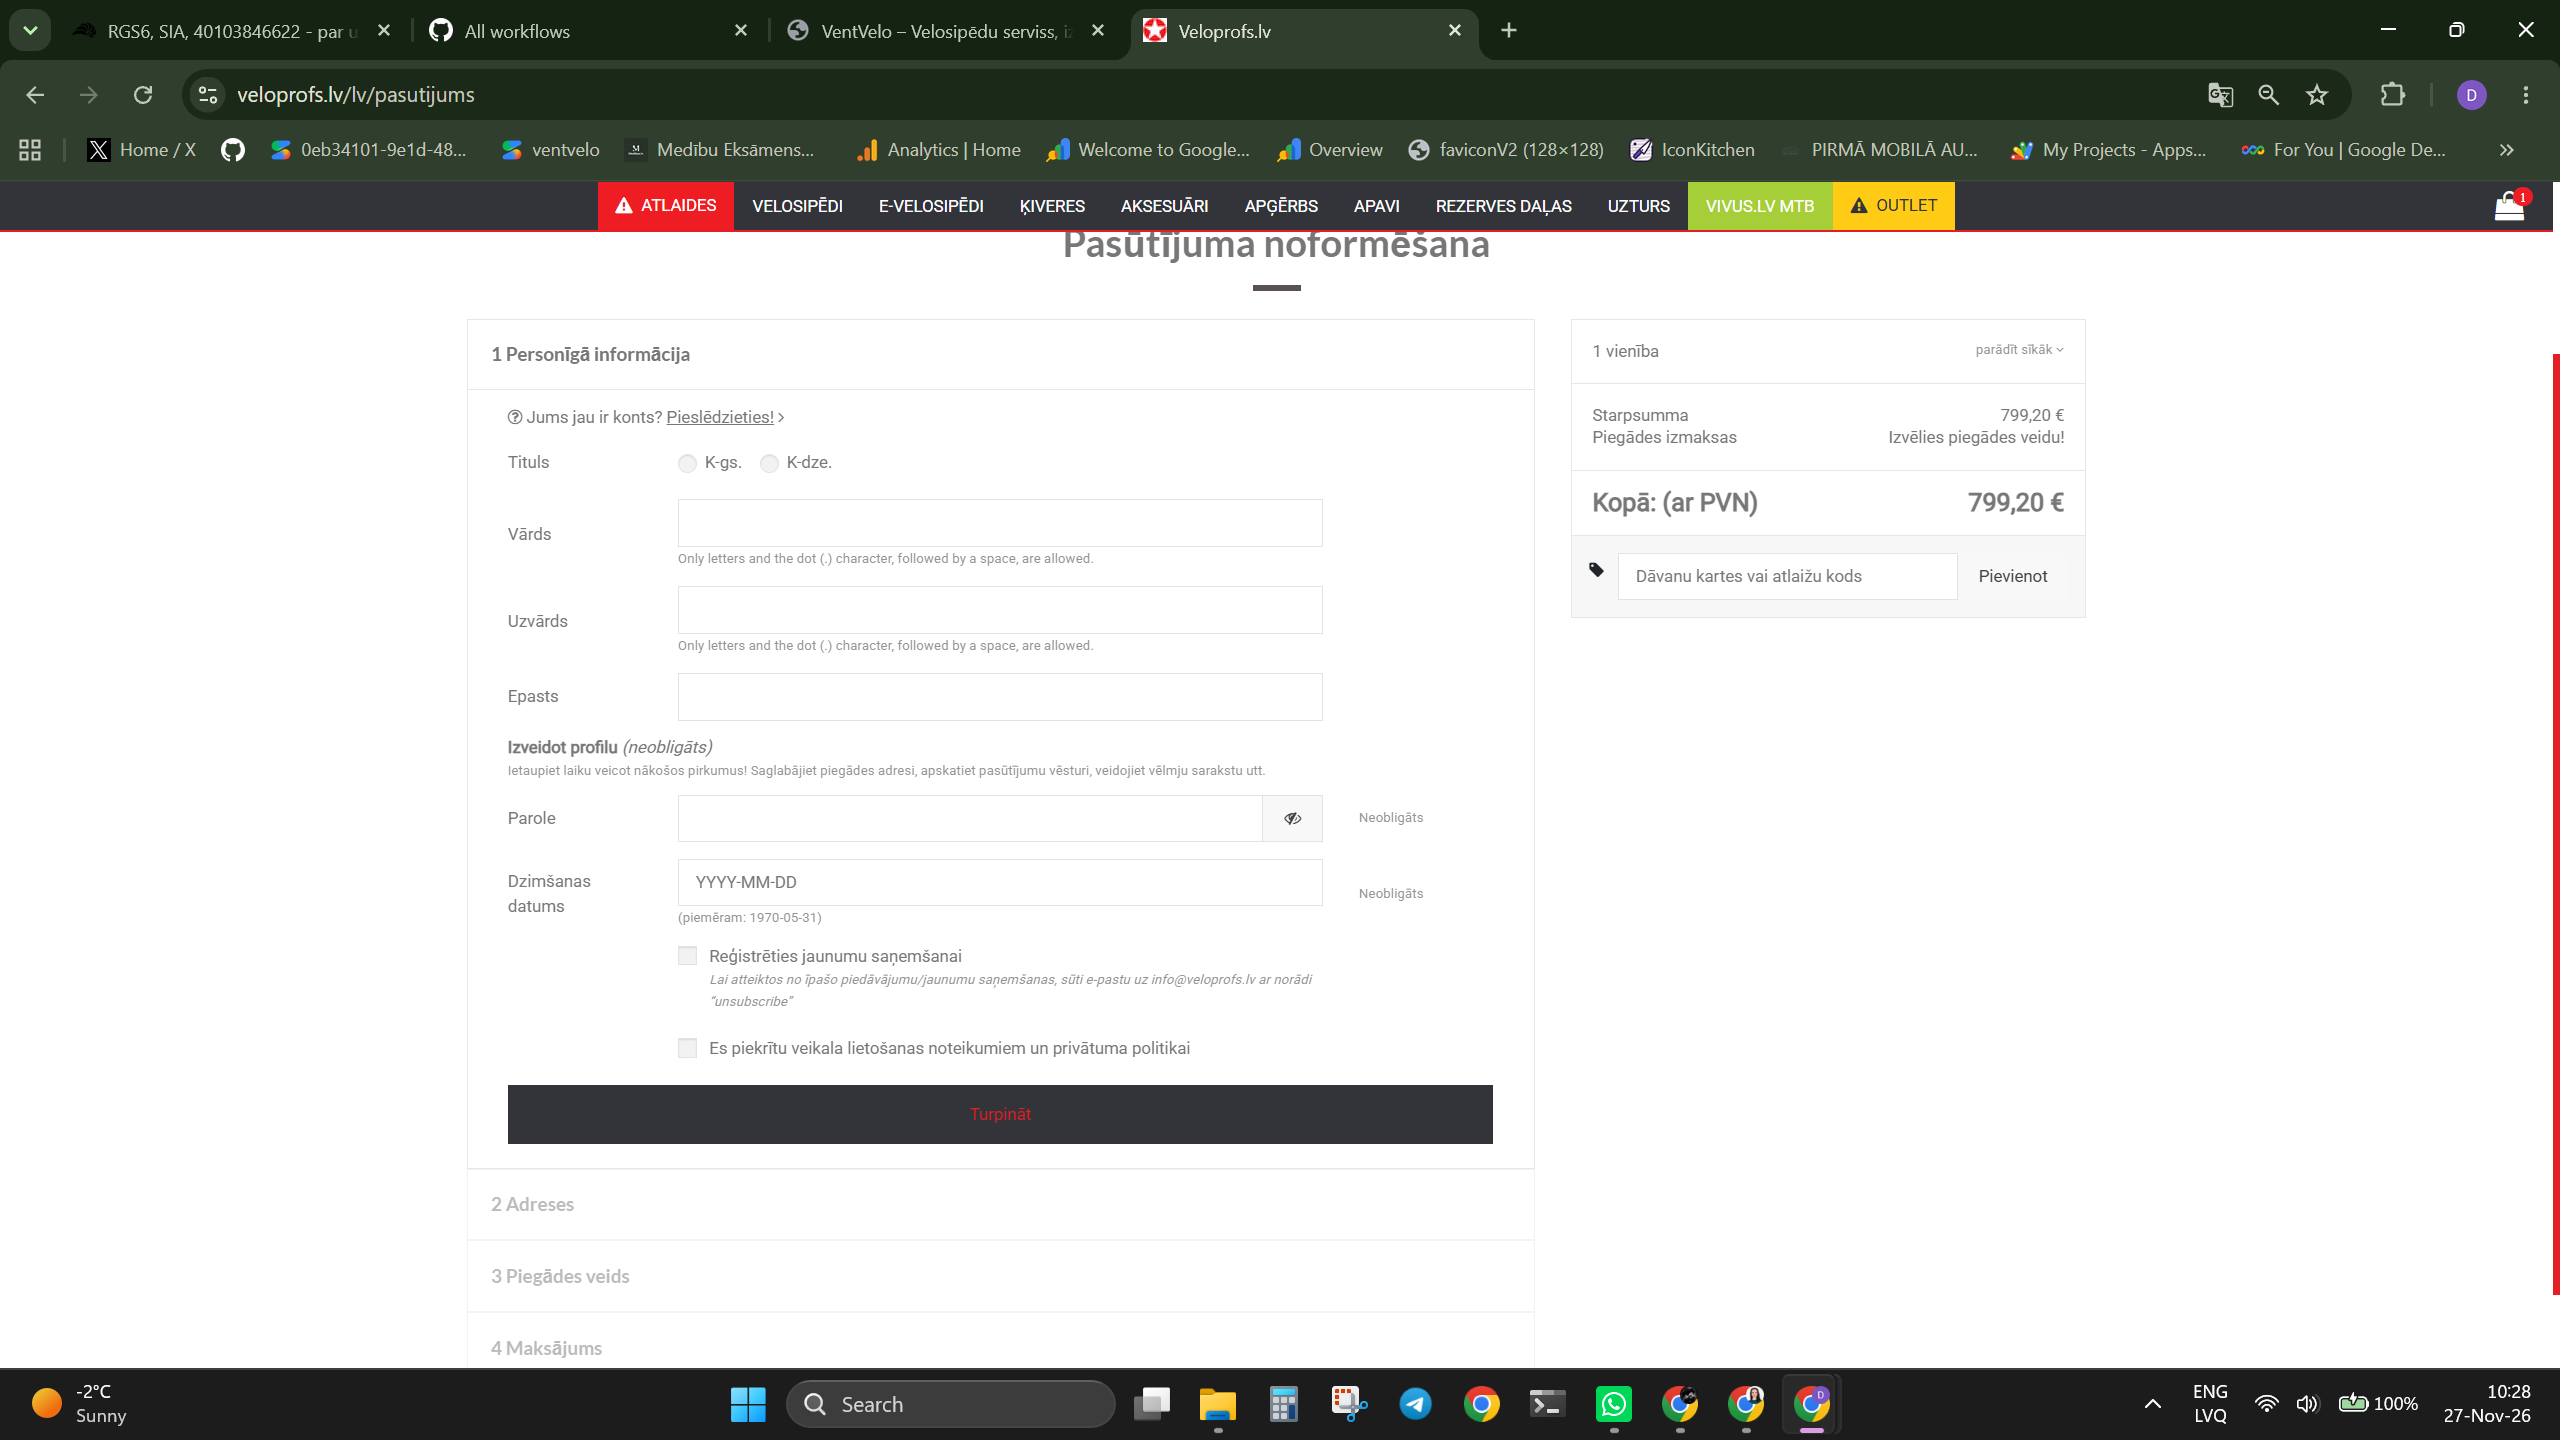 RGS6, SIA, 40103846622 - par u
All workflows
VentVelo – Velosipēdu serviss, iz
Veloprofs.lv
veloprofs.lv/lv/pasutijums
D
Home / X
0eb34101-9e1d-48...
ventvelo
Medību Eksāmens...
Analytics | Home
Welcome to Google...
Overview
faviconV2 (128×128)
IconKitchen
PIRMĀ MOBILĀ AU...
My Projects - Apps...
For You | Google De...
ATLAIDES
VELOSIPĒDI
E-VELOSIPĒDI
ĶIVERES
AKSESUĀRI
APĢĒRBS
APAVI
REZERVES DAĻAS
UZTURS
VIVUS.LV MTB
OUTLET
1
Pasūtījuma noformēšana
1 Personīgā informācija
Jums jau ir konts? Pieslēdzieties!
Tituls
K-gs.
K-dze.
Vārds
Only letters and the dot (.) character, followed by a space, are allowed.
Uzvārds
Only letters and the dot (.) character, followed by a space, are allowed.
Epasts
Izveidot profilu (neobligāts)
Ietaupiet laiku veicot nākošos pirkumus! Saglabājiet piegādes adresi, apskatiet pasūtījumu vēsturi, veidojiet vēlmju sarakstu utt.
Parole
Neobligāts
Dzimšanas datums
YYYY-MM-DD
Neobligāts
(piemēram: 1970-05-31)
Reģistrēties jaunumu saņemšanai
Lai atteiktos no īpašo piedāvājumu/jaunumu saņemšanas, sūti e-pastu uz info@veloprofs.lv ar norādi
"unsubscribe"
Es piekrītu veikala lietošanas noteikumiem un privātuma politikai
Turpināt
2 Adreses
3 Piegādes veids
4 Maksājums
1 vienība
parādīt sīkāk
Starpsumma
799,20 €
Piegādes izmaksas
Izvēlies piegādes veidu!
Kopā: (ar PVN)
799,20 €
Dāvanu kartes vai atlaižu kods
Pievienot
-2°C
Sunny
Search
D
ENG
LVQ
100%
10:28
27-Nov-26